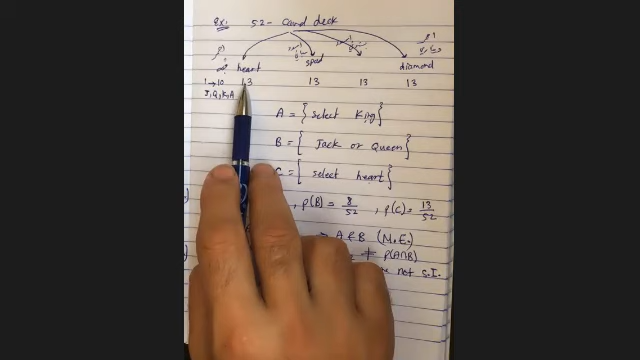 Ex: 52- Card deck
heart spad diamond
1→10 13 13 13 13
J, Q, K, A
A = { select King }
B = { Jack or Queen }
C = { select heart }
, P(B) = 8/52 , P(C) = 13/52
→ A & B (M.E.)
≠ P(A∩B)
not S.I.